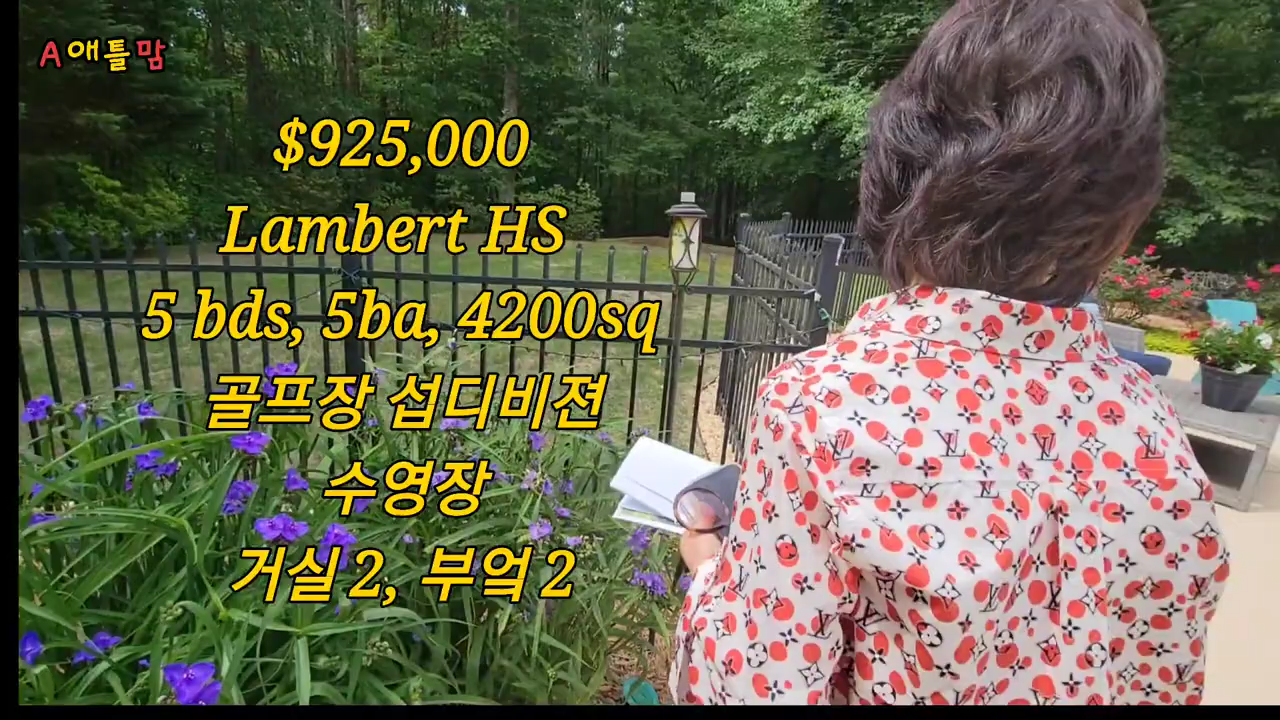 A애틀맘
$925,000
Lambert HS
5 bds, 5ba, 4200sq
골프장 섭디비젼
수영장
거실 2, 부엌 2